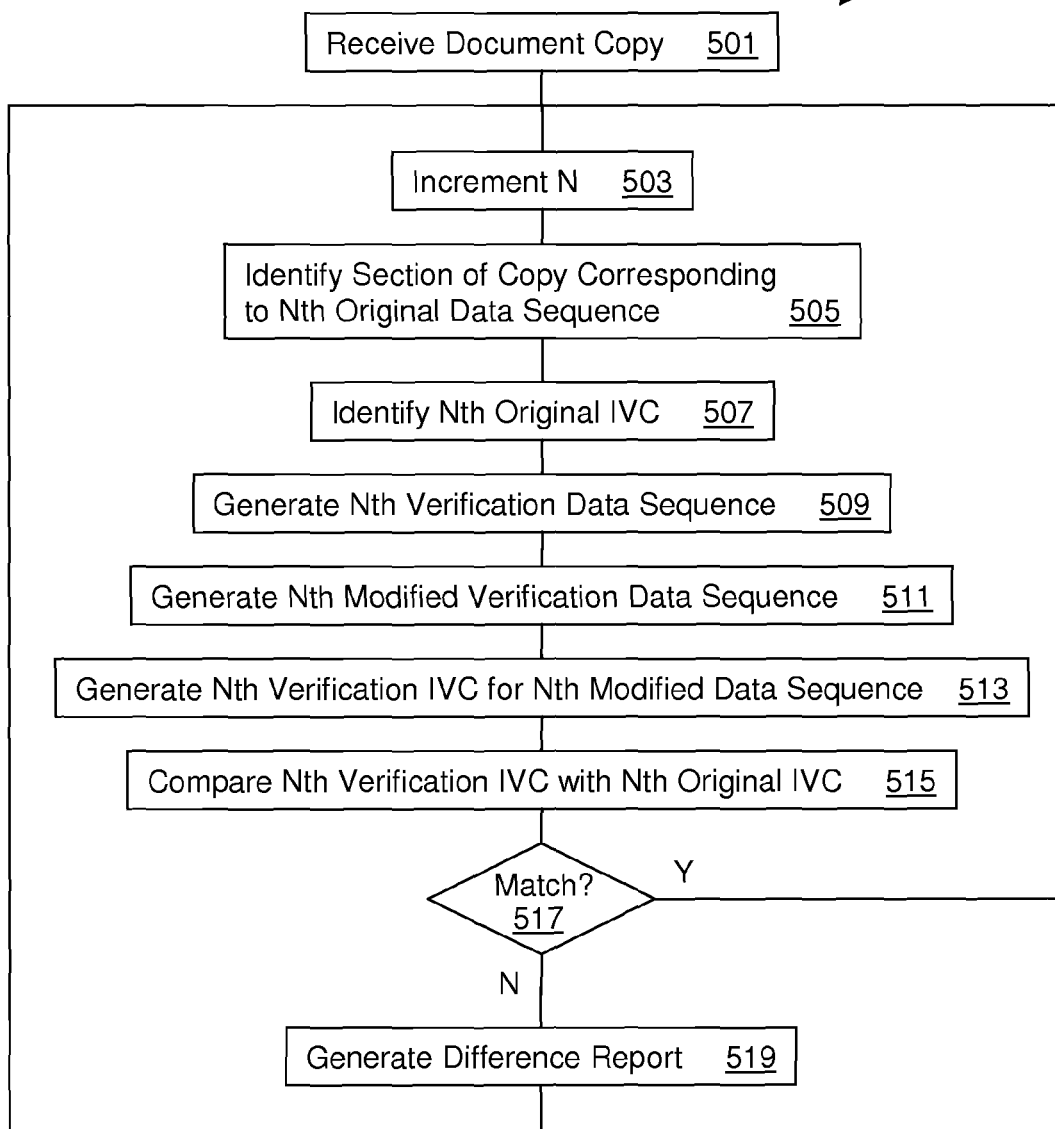 Receive Document Copy 501
Increment N 503
Identify Section of Copy Corresponding
to Nth Original Data Sequence 505
Identify Nth Original IVC 507
Generate Nth Verification Data Sequence 509
Generate Nth Modified Verification Data Sequence 511
Generate Nth Verification IVC for Nth Modified Data Sequence 513
Compare Nth Verification IVC with Nth Original IVC 515
Match?
517
Y
N
Generate Difference Report 519